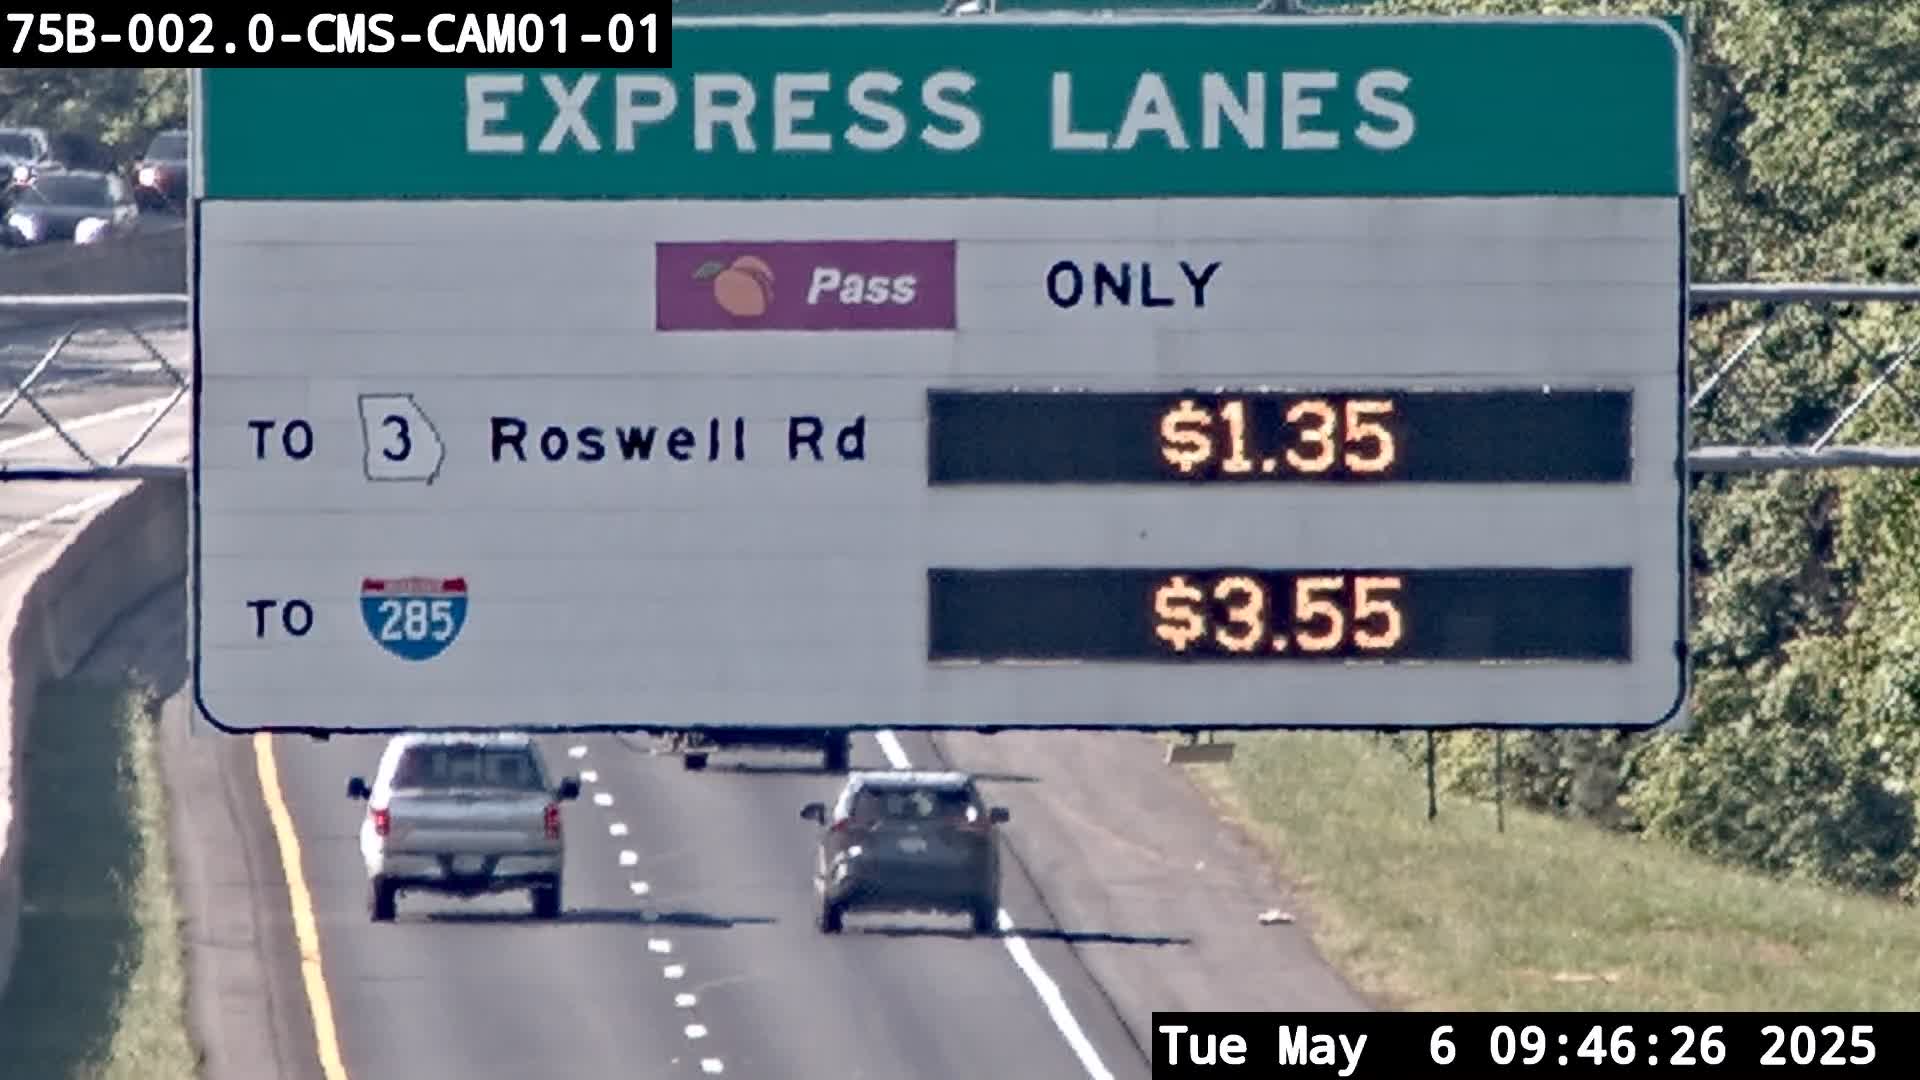 75B-002.0-CMS-CAM01-01
EXPRESS LANES
Pass ONLY
TO 3 Roswell Rd $1.35
TO 285 $3.55
Tue May 6 09:46:26 2025